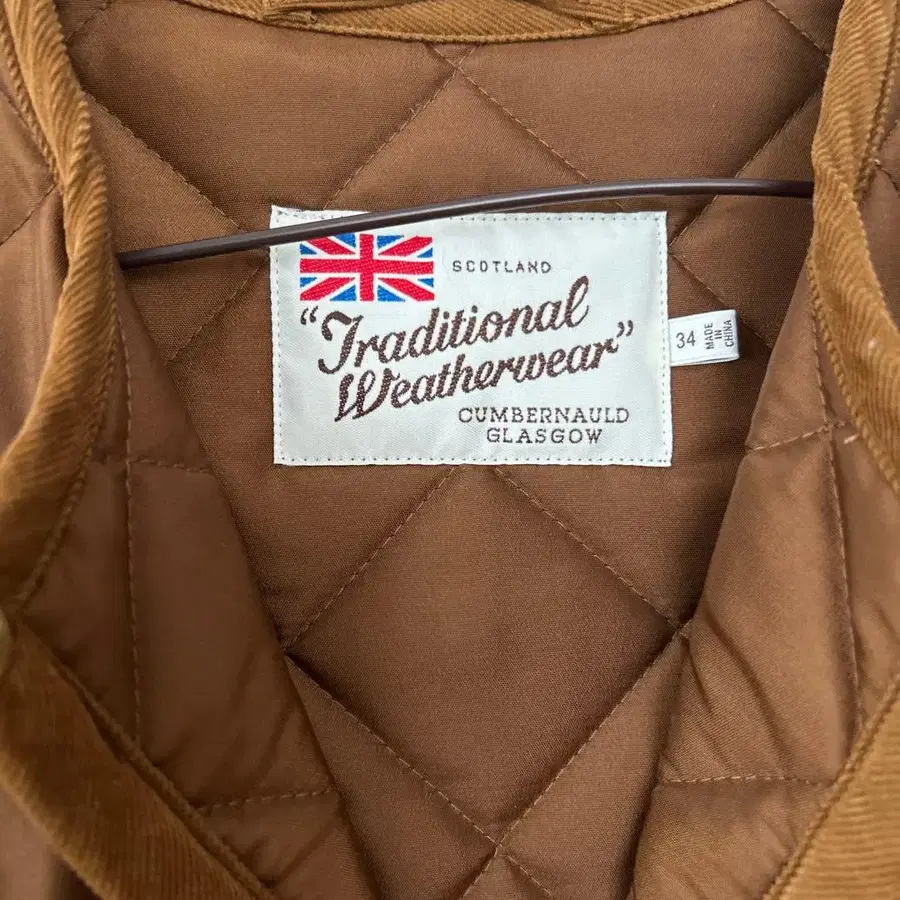 SCOTLAND
"Traditional
Weatherwear"
CUMBERNAULD
GLASGOW
34
MADE
IN
CHINA